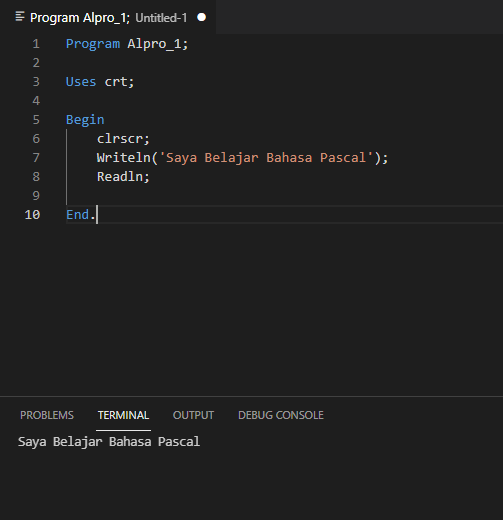 Program Alpro_1; Untitled-1
1 Program Alpro_1;
2
3 Uses crt;
4
5 Begin
6 clrscr;
7 Writeln('Saya Belajar Bahasa Pascal');
8 Readln;
9
10 End.
PROBLEMS TERMINAL OUTPUT DEBUG CONSOLE
Saya Belajar Bahasa Pascal